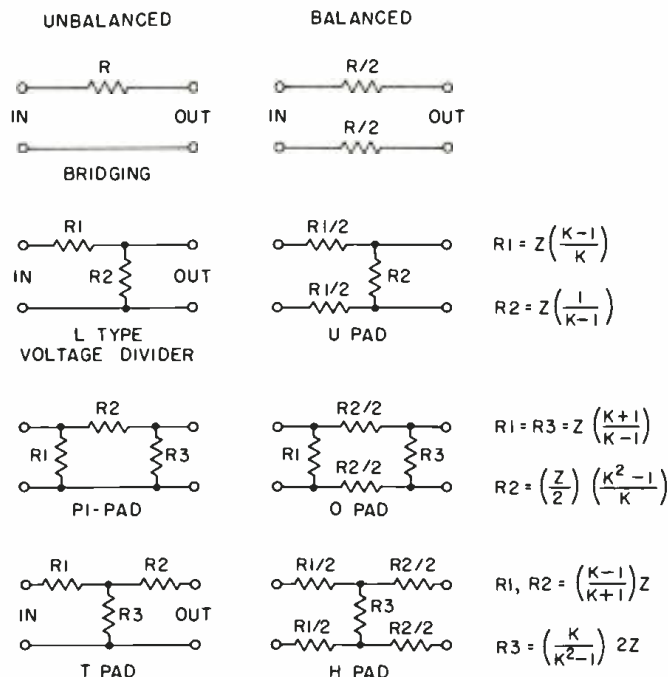 UNBALANCED BALANCED
R R/2
IN OUT IN OUT
R/2
BRIDGING
R1 R1/2 R1 = Z(K-1/K)
IN R2 OUT R2
R1/2 R2 = Z(1/K-1)
L TYPE U PAD
VOLTAGE DIVIDER
R2 R2/2 R1 = R3 = Z(K+1/K-1)
R1 R3 R1 R3
R2/2 R2 = (Z/2)(K²-1/K)
PI-PAD O PAD
R1 R2 R1/2 R2/2 R1, R2 = (K-1/K+1)Z
IN R3 OUT R3
R1/2 R2/2 R3 = (K/K²-1) 2Z
T PAD H PAD